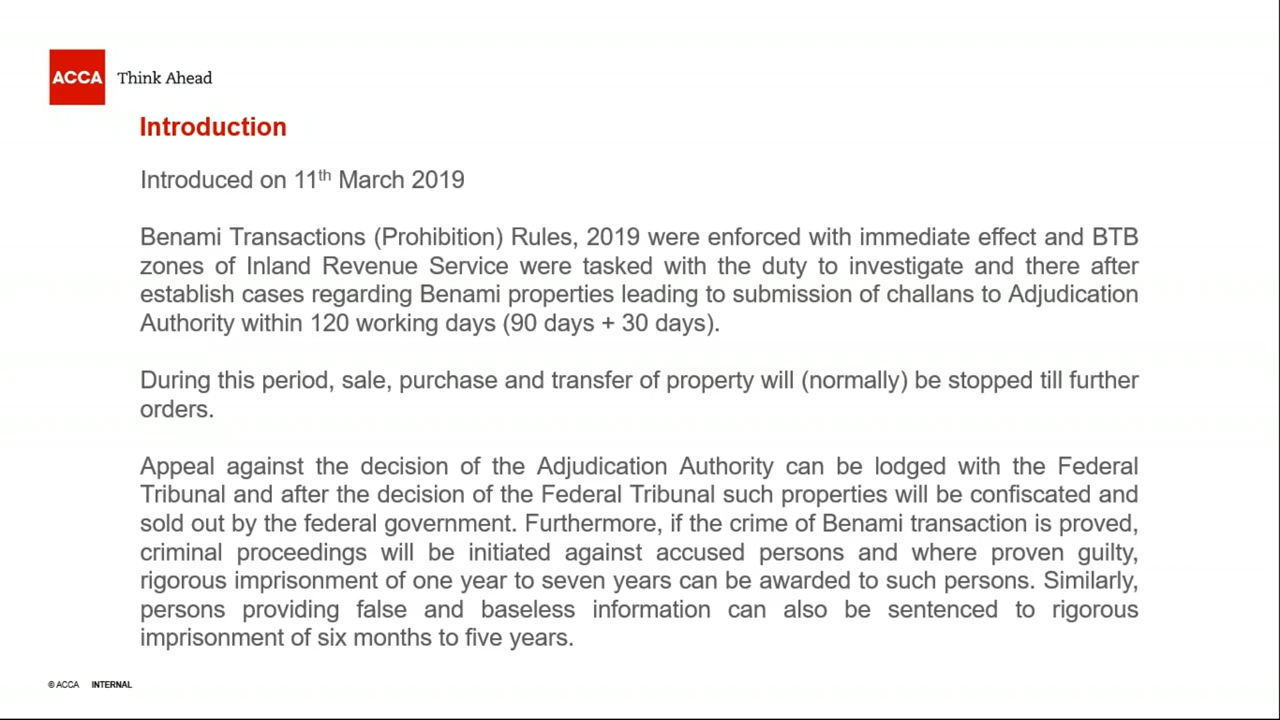 ACCA Think Ahead
Introduction
Introduced on 11th March 2019
Benami Transactions (Prohibition) Rules, 2019 were enforced with immediate effect and BTB
zones of Inland Revenue Service were tasked with the duty to investigate and there after
establish cases regarding Benami properties leading to submission of challans to Adjudication
Authority within 120 working days (90 days + 30 days).
During this period, sale, purchase and transfer of property will (normally) be stopped till further
orders.
Appeal against the decision of the Adjudication Authority can be lodged with the Federal
Tribunal and after the decision of the Federal Tribunal such properties will be confiscated and
sold out by the federal government. Furthermore, if the crime of Benami transaction is proved,
criminal proceedings will be initiated against accused persons and where proven guilty,
rigorous imprisonment of one year to seven years can be awarded to such persons. Similarly,
persons providing false and baseless information can also be sentenced to rigorous
imprisonment of six months to five years.
© ACCA INTERNAL